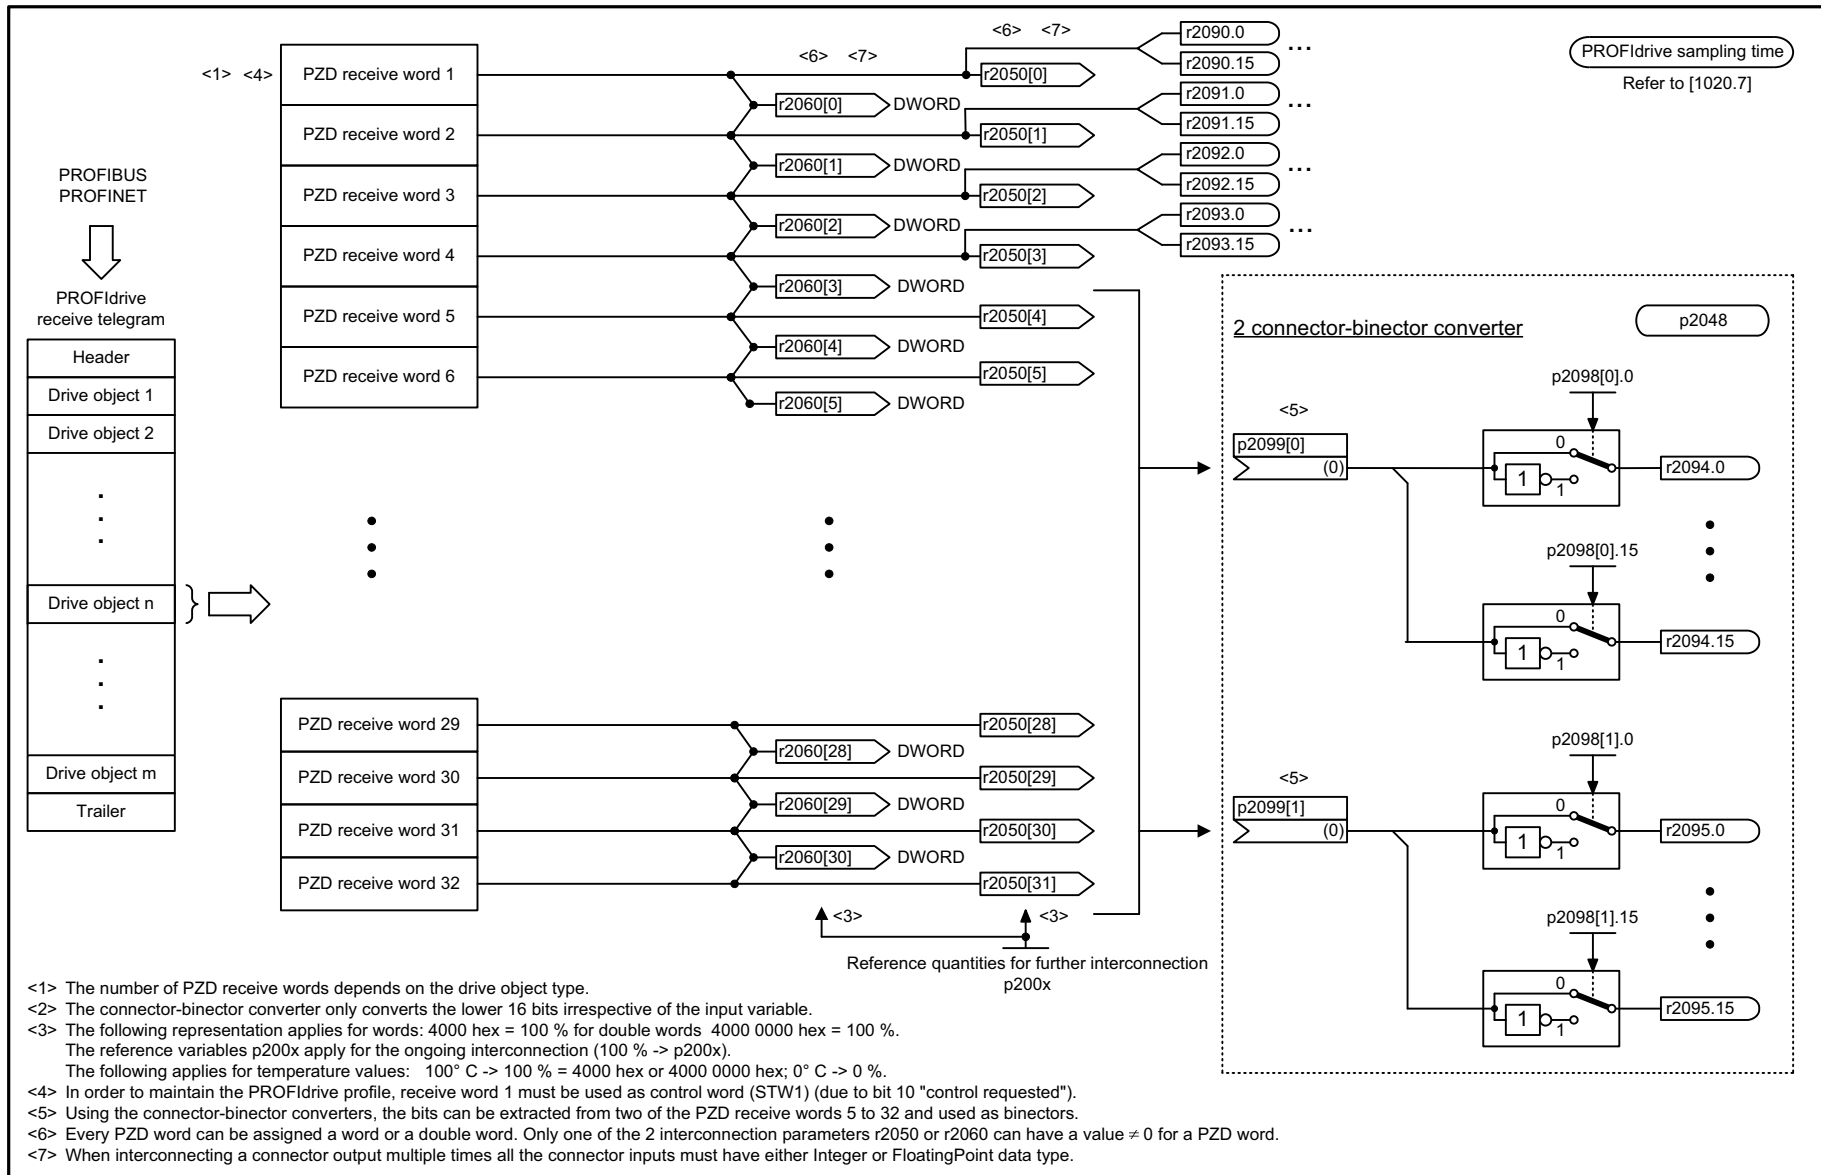 <1> <4>
PZD receive word 1
PZD receive word 2
PZD receive word 3
PZD receive word 4
PZD receive word 5
PZD receive word 6
<6> <7>
<6> <7>
r2060[0] DWORD
r2060[1] DWORD
r2060[2] DWORD
r2060[3] DWORD
r2060[4] DWORD
r2060[5] DWORD
r2050[0]
r2050[1]
r2050[2]
r2050[3]
r2050[4]
r2050[5]
r2090.0
...
r2090.15
r2091.0
...
r2091.15
r2092.0
...
r2092.15
r2093.0
...
r2093.15
PROFIdrive sampling time
Refer to [1020.7]
PROFIBUS
PROFINET
PROFIdrive
receive telegram
Header
Drive object 1
Drive object 2
Drive object n
}
Drive object m
Trailer
PZD receive word 29
PZD receive word 30
PZD receive word 31
PZD receive word 32
r2060[28] DWORD
r2060[29] DWORD
r2060[30] DWORD
r2050[28]
r2050[29]
r2050[30]
r2050[31]
<3>
<3>
Reference quantities for further interconnection
p200x
2 connector-binector converter
p2048
<5>
p2099[0]
(0)
p2098[0].0
0
1
1
r2094.0
p2098[0].15
0
1
1
r2094.15
<5>
p2099[1]
(0)
p2098[1].0
0
1
1
r2095.0
p2098[1].15
0
1
1
r2095.15
<1> The number of PZD receive words depends on the drive object type.
<2> The connector-binector converter only converts the lower 16 bits irrespective of the input variable.
<3> The following representation applies for words: 4000 hex = 100 % for double words 4000 0000 hex = 100 %.
The reference variables p200x apply for the ongoing interconnection (100 % -> p200x).
The following applies for temperature values: 100° C -> 100 % = 4000 hex or 4000 0000 hex; 0° C -> 0 %.
<4> In order to maintain the PROFIdrive profile, receive word 1 must be used as control word (STW1) (due to bit 10 "control requested").
<5> Using the connector-binector converters, the bits can be extracted from two of the PZD receive words 5 to 32 and used as binectors.
<6> Every PZD word can be assigned a word or a double word. Only one of the 2 interconnection parameters r2050 or r2060 can have a value ≠ 0 for a PZD word.
<7> When interconnecting a connector output multiple times all the connector inputs must have either Integer or FloatingPoint data type.